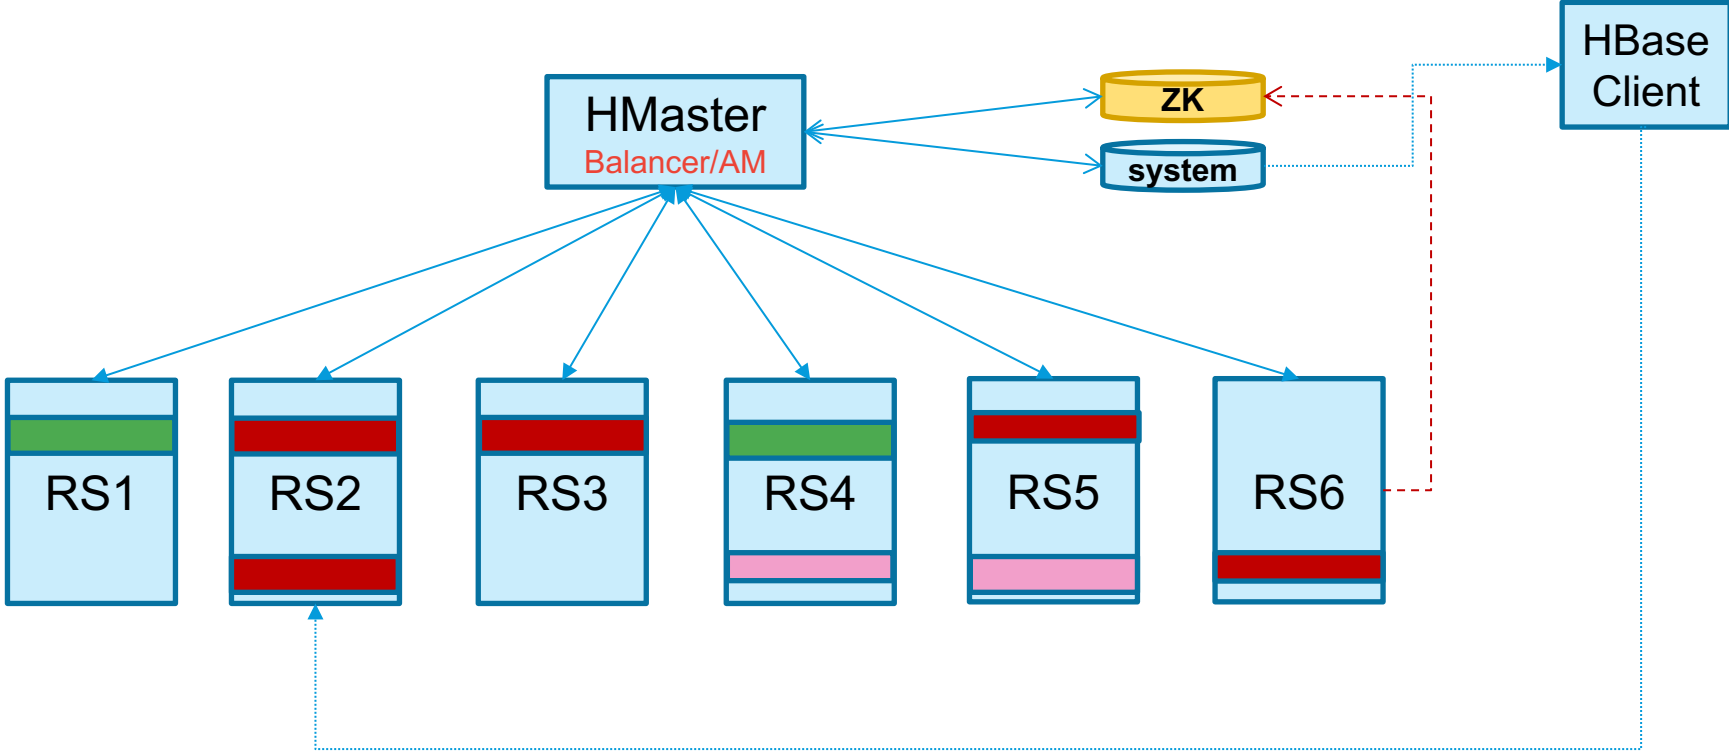 HBase
Client
HMaster
Balancer/AM
ZK
system
RS1
RS2
RS3
RS4
RS5
RS6